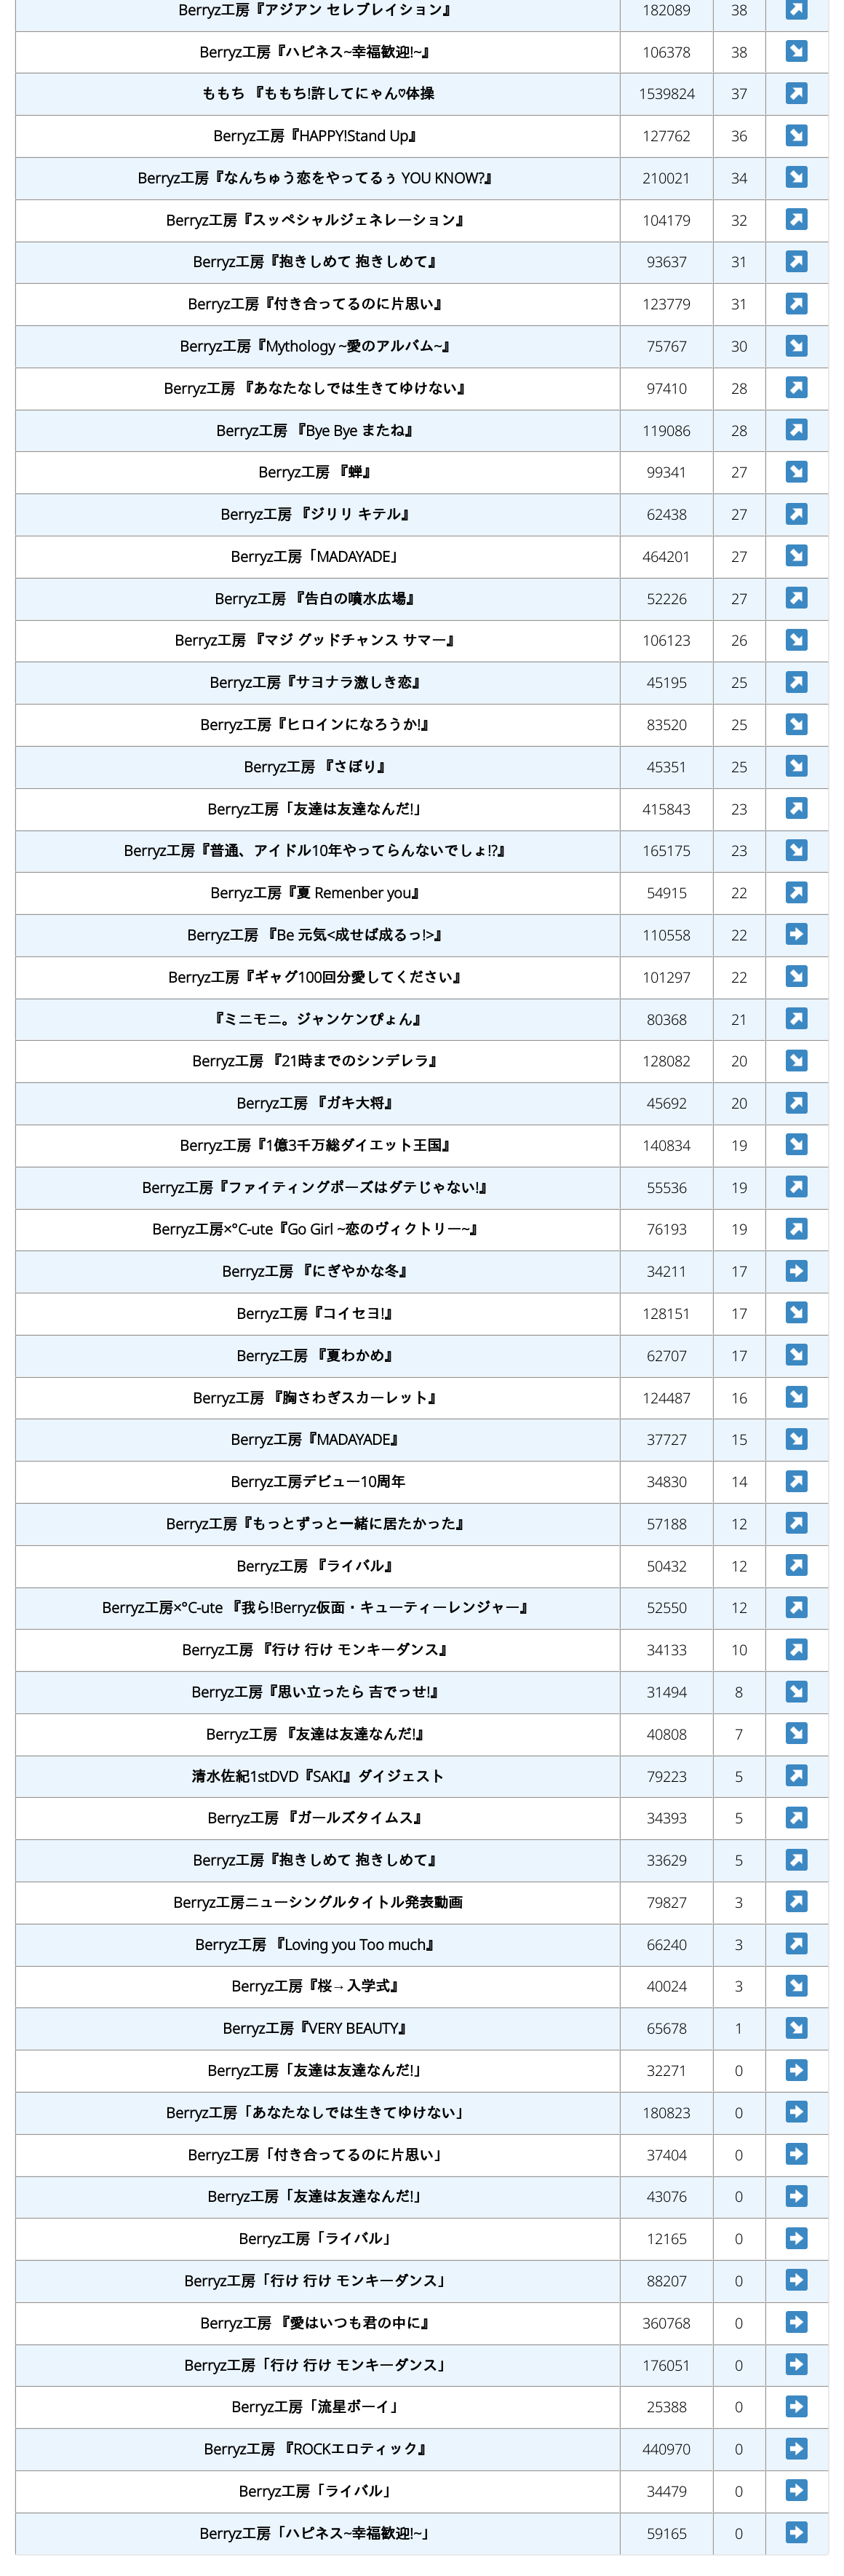 Berryz工房『アジアン セレブレイション』 182089 38 ↗
Berryz工房『ハピネス~幸福歓迎!~』 106378 38 ↘
ももち 『ももち!許してにゃん♡体操 1539824 37 ↗
Berryz工房『HAPPY!Stand Up』 127762 36 ↘
Berryz工房『なんちゅう恋をやってるぅ YOU KNOW?』 210021 34 ↘
Berryz工房『スッペシャルジェネレーション』 104179 32 ↗
Berryz工房『抱きしめて 抱きしめて』 93637 31 ↗
Berryz工房『付き合ってるのに片思い』 123779 31 ↗
Berryz工房『Mythology ~愛のアルバム~』 75767 30 ↘
Berryz工房 『あなたなしでは生きてゆけない』 97410 28 ↗
Berryz工房 『Bye Bye またね』 119086 28 ↗
Berryz工房 『蝉』 99341 27 ↘
Berryz工房 『ジリリ キテル』 62438 27 ↗
Berryz工房「MADAYADE」 464201 27 ↘
Berryz工房 『告白の噴水広場』 52226 27 ↗
Berryz工房 『マジ グッドチャンス サマー』 106123 26 ↘
Berryz工房『サヨナラ激しき恋』 45195 25 ↗
Berryz工房『ヒロインになろうか!』 83520 25 ↘
Berryz工房 『さぼり』 45351 25 ↘
Berryz工房「友達は友達なんだ!」 415843 23 ↗
Berryz工房『普通、アイドル10年やってらんないでしょ!?』 165175 23 ↘
Berryz工房『夏 Remenber you』 54915 22 ↗
Berryz工房 『Be 元気<成せば成るっ!>』 110558 22 ➡
Berryz工房『ギャグ100回分愛してください』 101297 22 ↘
『ミニモニ。ジャンケンぴょん』 80368 21 ↗
Berryz工房 『21時までのシンデレラ』 128082 20 ↘
Berryz工房 『ガキ大将』 45692 20 ↗
Berryz工房『1億3千万総ダイエット王国』 140834 19 ↘
Berryz工房『ファイティングポーズはダテじゃない!』 55536 19 ↗
Berryz工房×°C-ute『Go Girl ~恋のヴィクトリー~』 76193 19 ↗
Berryz工房 『にぎやかな冬』 34211 17 ➡
Berryz工房『コイセヨ!』 128151 17 ↘
Berryz工房 『夏わかめ』 62707 17 ↘
Berryz工房 『胸さわぎスカーレット』 124487 16 ↘
Berryz工房『MADAYADE』 37727 15 ↘
Berryz工房デビュー10周年 34830 14 ↗
Berryz工房『もっとずっと一緒に居たかった』 57188 12 ↗
Berryz工房 『ライバル』 50432 12 ↗
Berryz工房×°C-ute 『我ら!Berryz仮面・キューティーレンジャー』 52550 12 ↗
Berryz工房 『行け 行け モンキーダンス』 34133 10 ↗
Berryz工房『思い立ったら 吉でっせ!』 31494 8 ↘
Berryz工房 『友達は友達なんだ!』 40808 7 ↘
清水佐紀1stDVD『SAKI』ダイジェスト 79223 5 ↗
Berryz工房 『ガールズタイムス』 34393 5 ↗
Berryz工房『抱きしめて 抱きしめて』 33629 5 ↗
Berryz工房ニューシングルタイトル発表動画 79827 3 ↗
Berryz工房 『Loving you Too much』 66240 3 ↗
Berryz工房『桜→入学式』 40024 3 ↘
Berryz工房『VERY BEAUTY』 65678 1 ↘
Berryz工房「友達は友達なんだ!」 32271 0 ➡
Berryz工房「あなたなしでは生きてゆけない」 180823 0 ➡
Berryz工房「付き合ってるのに片思い」 37404 0 ➡
Berryz工房「友達は友達なんだ!」 43076 0 ➡
Berryz工房「ライバル」 12165 0 ➡
Berryz工房「行け 行け モンキーダンス」 88207 0 ➡
Berryz工房 『愛はいつも君の中に』 360768 0 ➡
Berryz工房「行け 行け モンキーダンス」 176051 0 ➡
Berryz工房「流星ボーイ」 25388 0 ➡
Berryz工房 『ROCKエロティック』 440970 0 ➡
Berryz工房「ライバル」 34479 0 ➡
Berryz工房「ハピネス~幸福歓迎!~」 59165 0 ➡